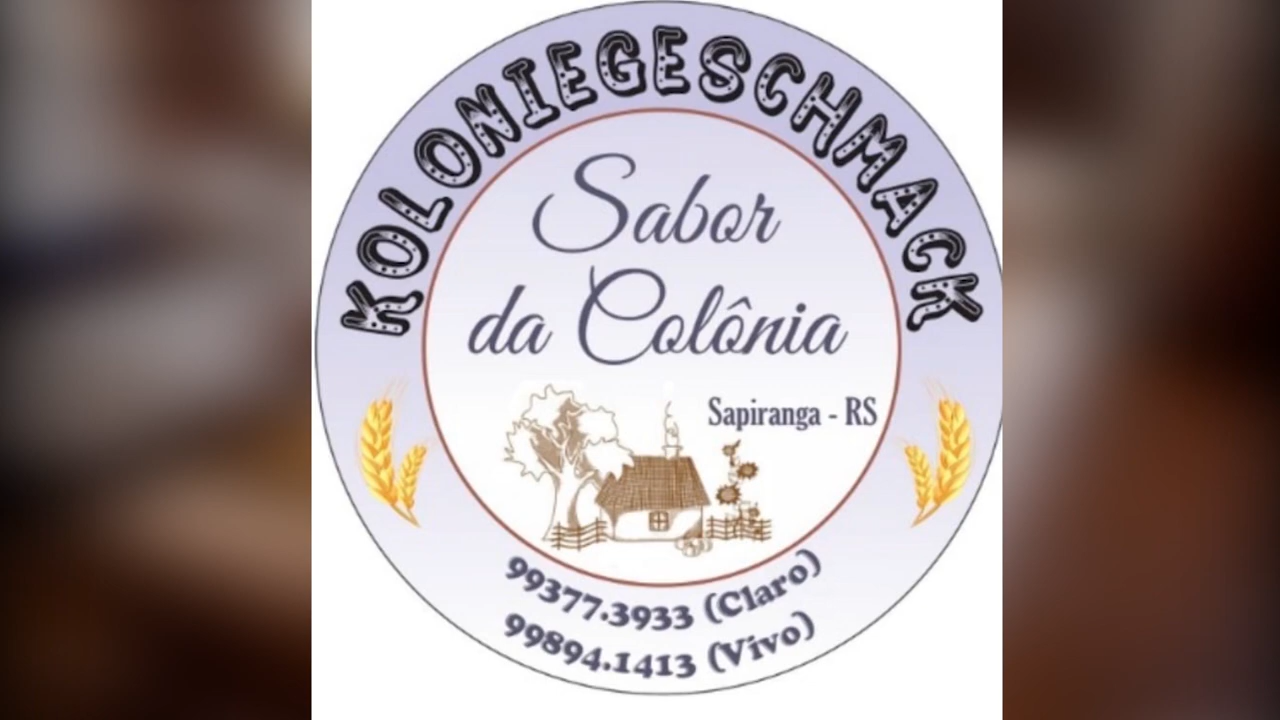 KOLONIEGESCHMACK
Sabor
da Colônia
Sapiranga - RS
99377.3933 (Claro)
99894.1413 (Vivo)